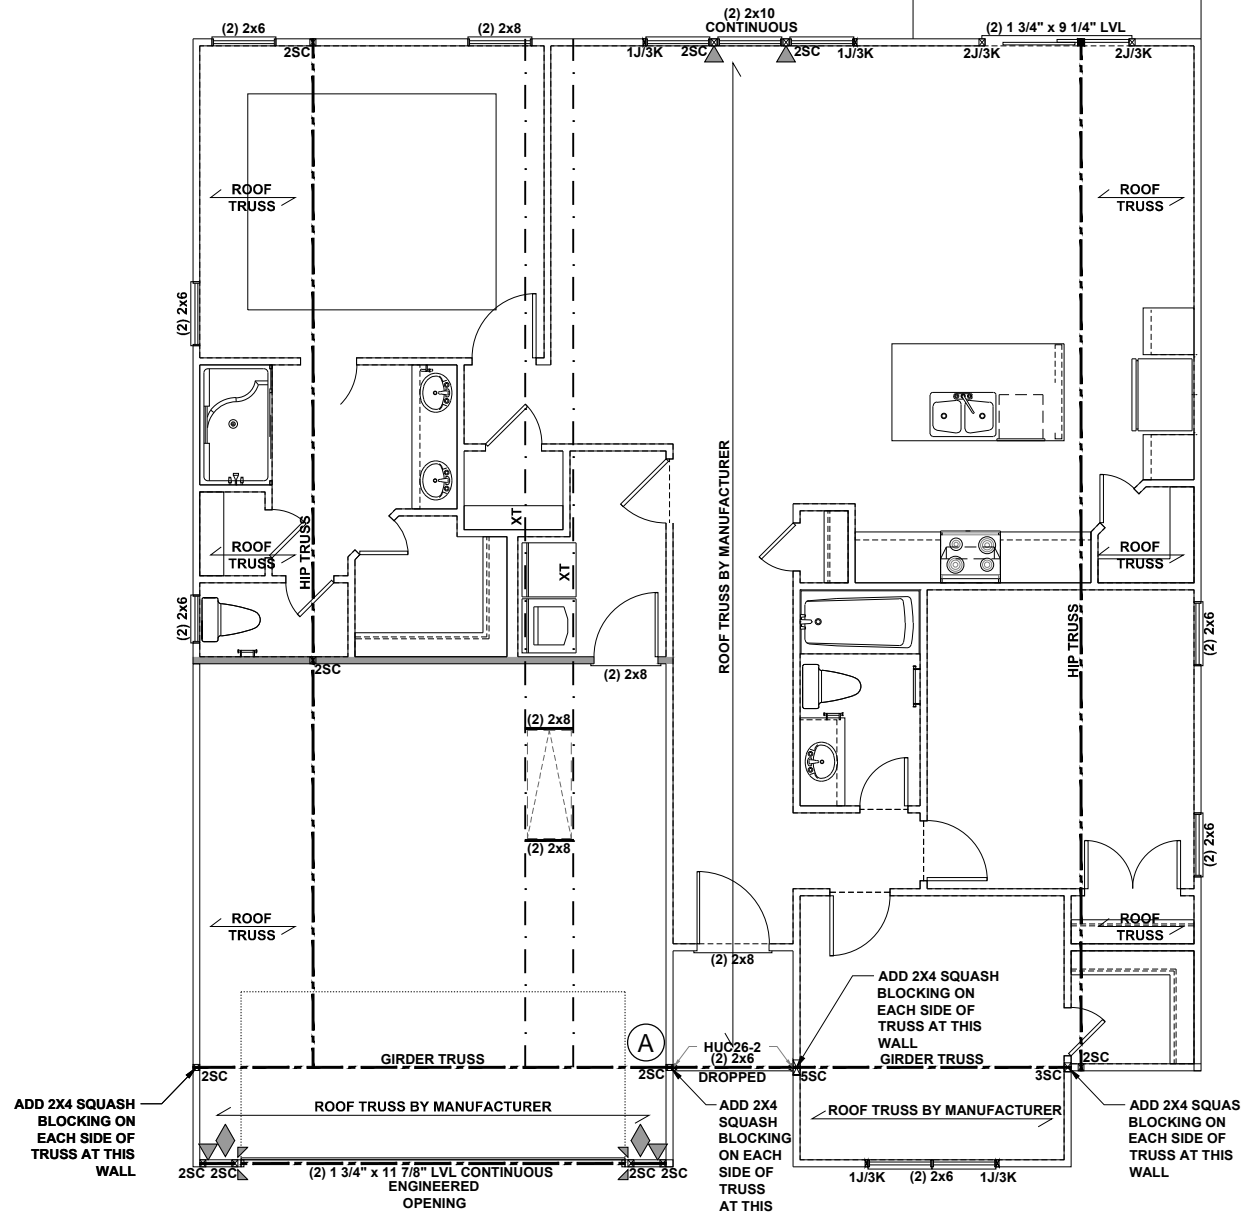 (2) 2x10
CONTINUOUS
(2) 2x6
(2) 2x8
(2) 1 3/4" x 9 1/4" LVL
2SC
1J/3K
2SC
2SC
1J/3K
2J/3K
2J/3K
ROOF
TRUSS
ROOF
TRUSS
(2) 2x6
ROOF TRUSS BY MANUFACTURER
XT
XT
HIP TRUSS
ROOF
TRUSS
ROOF
TRUSS
(2) 2x6
HIP TRUSS
(2) 2x6
2SC
(2) 2x8
(2) 2x8
(2) 2x8
(2) 2x6
ROOF
TRUSS
ROOF
TRUSS
(2) 2x8
ADD 2X4 SQUASH
BLOCKING ON
EACH SIDE OF
TRUSS AT THIS
WALL
A
HUC26-2
(2) 2x6
DROPPED
GIRDER TRUSS
GIRDER TRUSS
2SC
2SC
2SC
5SC
3SC
ADD 2X4 SQUASH
BLOCKING ON
EACH SIDE OF
TRUSS AT THIS
WALL
ROOF TRUSS BY MANUFACTURER
ADD 2X4
SQUASH
BLOCKING
ON EACH
SIDE OF
TRUSS
AT THIS
ROOF TRUSS BY MANUFACTURER
ADD 2X4 SQUAS
BLOCKING ON
EACH SIDE OF
TRUSS AT THIS
WALL
2SC 2SC
(2) 1 3/4" x 11 7/8" LVL CONTINUOUS
ENGINEERED
OPENING
2SC 2SC
1J/3K
(2) 2x6
1J/3K